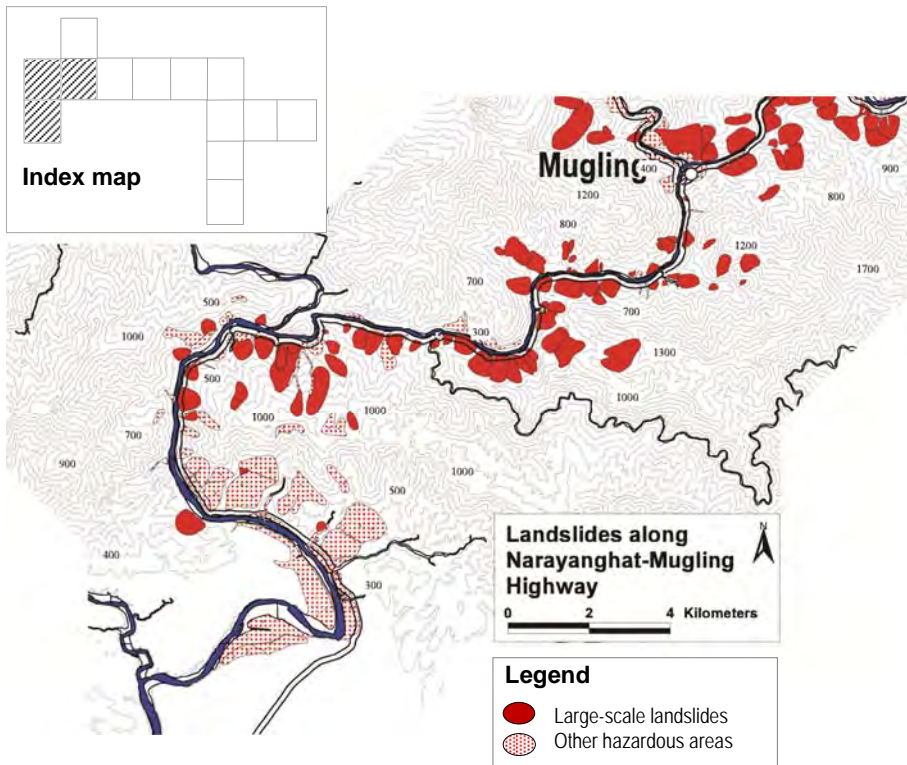 Index map
Mugling
400
900
1200
800
800
1200
1700
700
700
500
1000
300
1300
500
1000
1000
1000
700
900
1000
500
400
300
Landslides along
Narayanghat-Mugling
Highway
N
0 2 4 Kilometers
Legend
Large-scale landslides
Other hazardous areas